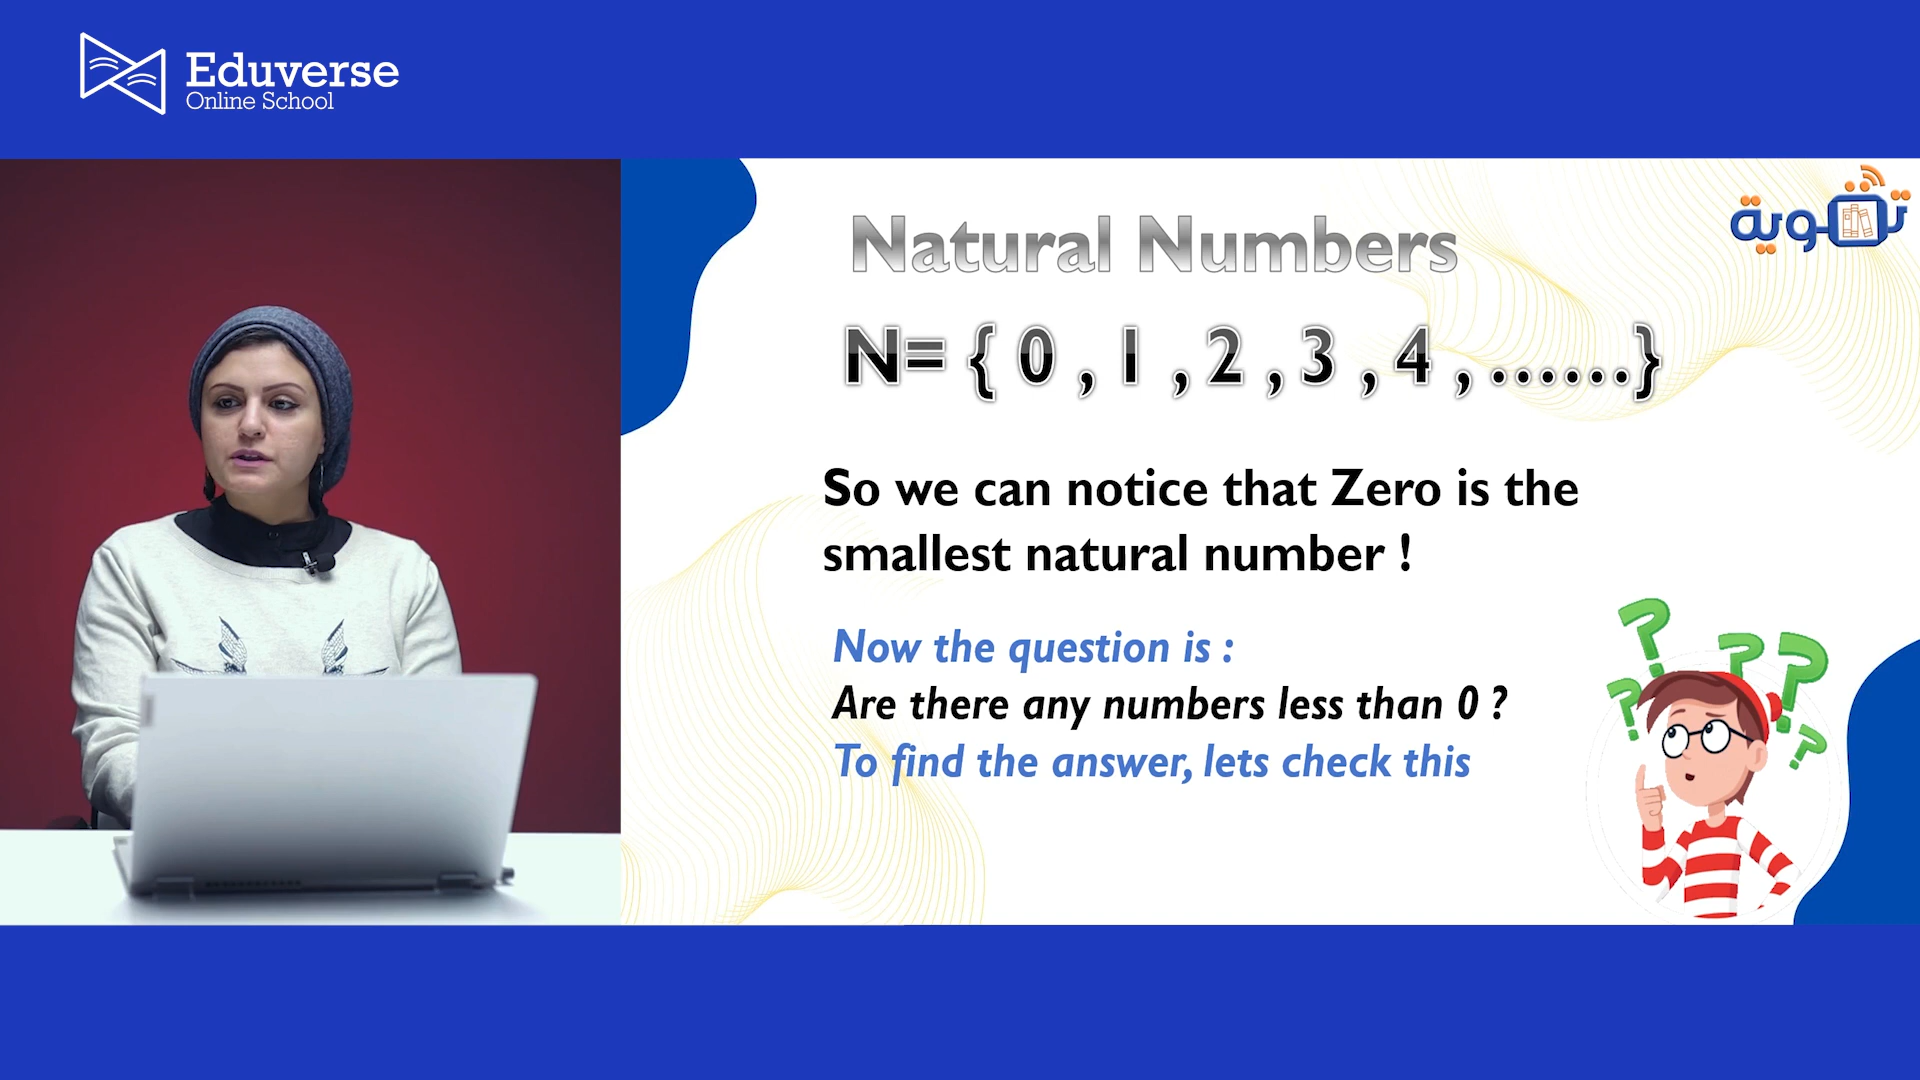 Eduverse
Online School
تنموية
Natural Numbers
N= { 0 , 1 , 2 , 3 , 4 , ......}
So we can notice that Zero is the
smallest natural number !
Now the question is :
Are there any numbers less than 0 ?
To find the answer, lets check this